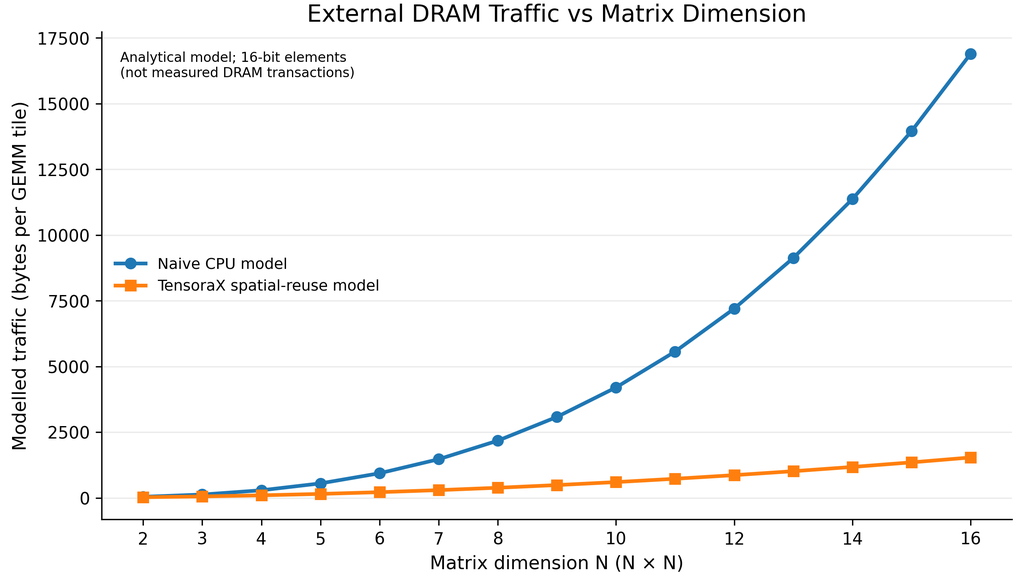 External DRAM Traffic vs Matrix Dimension
17500
15000
12500
10000
7500
5000
2500
0
Modelled traffic (bytes per GEMM tile)
Analytical model; 16-bit elements
(not measured DRAM transactions)
Naive CPU model
TensoraX spatial-reuse model
2 3 4 5 6 7 8 10 12 14 16
Matrix dimension N (N × N)